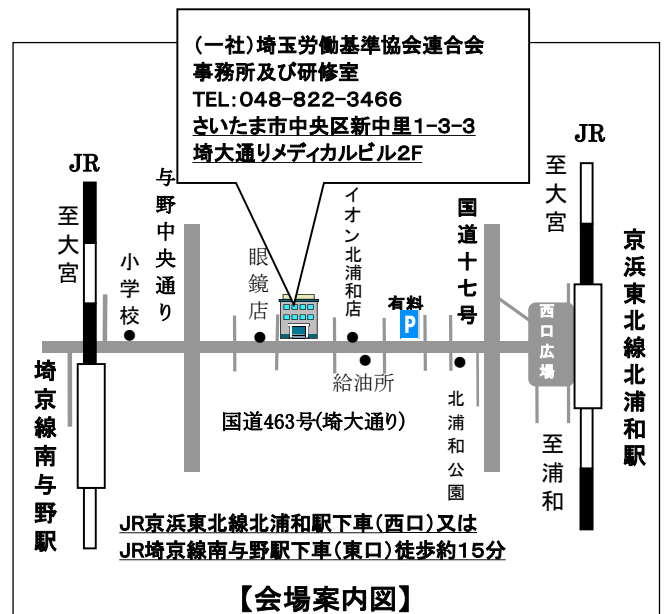 (一社)埼玉労働基準協会連合会
事務所及び研修室
TEL:048-822-3466
さいたま市中央区新中里1-3-3
埼大通りメディカルビル2F
JR
至大宮
小学校
与野中央通り
眼鏡店
イオン北浦和店
有料
P
国道十七号
JR
至大宮
西口広場
京浜東北線北浦和駅
埼京線南与野駅
給油所
国道463号(埼大通り)
北浦和公園
至浦和
JR京浜東北線北浦和駅下車(西口)又は
JR埼京線南与野駅下車(東口)徒歩約15分
【会場案内図】